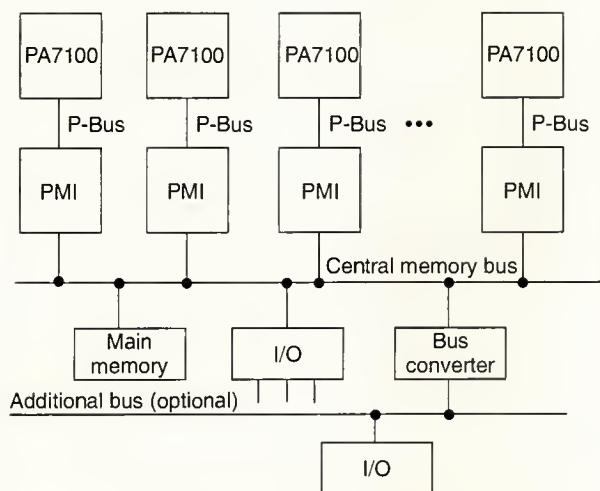 PA7100 PA7100 PA7100 PA7100
P-Bus P-Bus P-Bus ••• P-Bus
PMI PMI PMI PMI
Central memory bus
Main
memory
I/O
Bus
converter
Additional bus (optional)
I/O